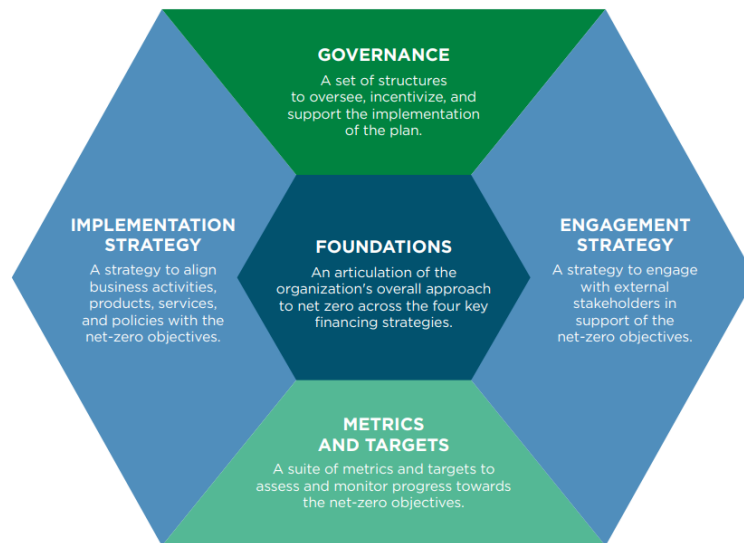 GOVERNANCE
A set of structures
to oversee, incentivize, and
support the implementation
of the plan.
IMPLEMENTATION
STRATEGY
A strategy to align
business activities,
products, services,
and policies with the
net-zero objectives.
FOUNDATIONS
An articulation of the
organization's overall approach
to net zero across the four key
financing strategies.
ENGAGEMENT
STRATEGY
A strategy to engage
with external
stakeholders in
support of the
net-zero objectives.
METRICS
AND TARGETS
A suite of metrics and targets to
assess and monitor progress towards
the net-zero objectives.